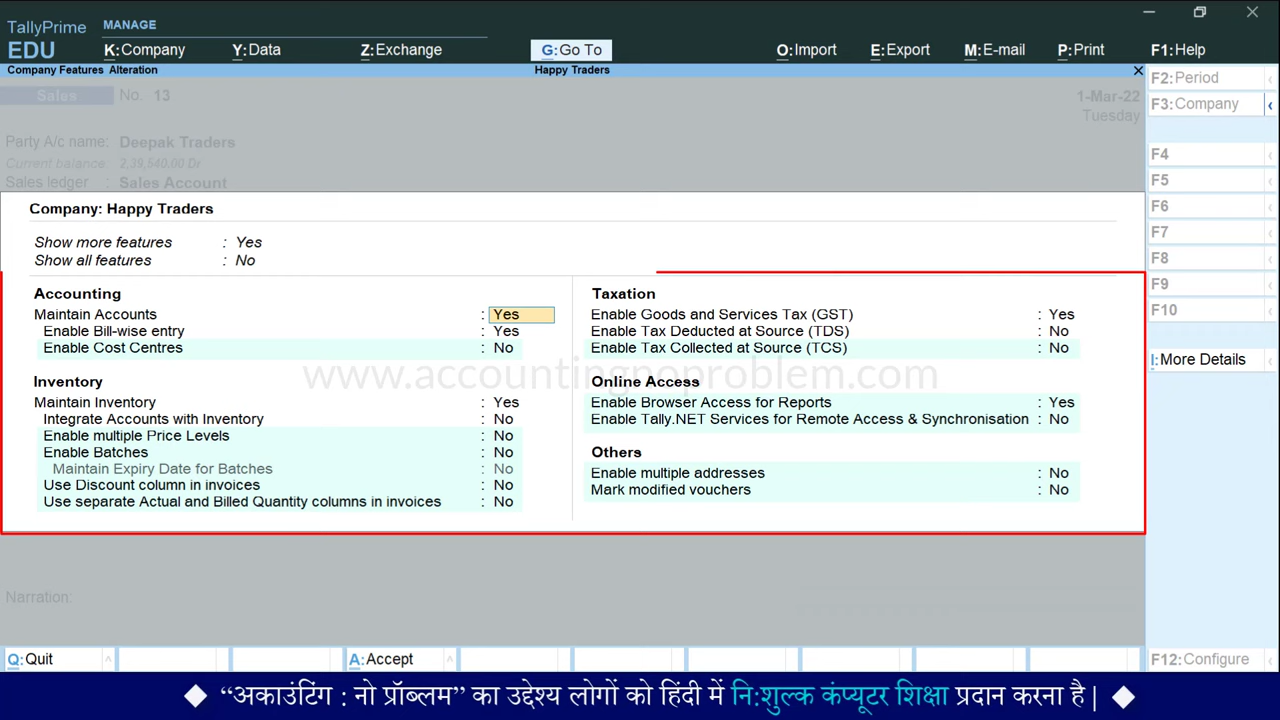 TallyPrime
EDU
MANAGE
K:Company Y:Data Z:Exchange G:Go To O:Import E:Export M:E-mail P:Print F1:Help
Company Features Alteration Happy Traders
Sales No. 13 1-Mar-22
Tuesday
Party A/c name: Deepak Traders
Current balance : 2,39,540.00 Dr
Sales ledger : Sales Account
Company: Happy Traders
Show more features : Yes
Show all features : No
Accounting
Maintain Accounts : Yes
Enable Bill-wise entry : Yes
Enable Cost Centres : No
Inventory
Maintain Inventory : Yes
Integrate Accounts with Inventory : No
Enable multiple Price Levels : No
Enable Batches : No
Maintain Expiry Date for Batches : No
Use Discount column in invoices : No
Use separate Actual and Billed Quantity columns in invoices : No
Taxation
Enable Goods and Services Tax (GST) : Yes
Enable Tax Deducted at Source (TDS) : No
Enable Tax Collected at Source (TCS) : No
Online Access
Enable Browser Access for Reports : Yes
Enable Tally.NET Services for Remote Access & Synchronisation : No
Others
Enable multiple addresses : No
Mark modified vouchers : No
www.accountingnoproblem.com
Narration:
F2:Period
F3:Company
F4
F5
F6
F7
F8
F9
F10
I:More Details
F12:Configure
Q:Quit A:Accept
“अकाउंटिंग : नो प्रॉब्लम” का उद्देश्य लोगों को हिंदी में नि:शुल्क कंप्यूटर शिक्षा प्रदान करना है|